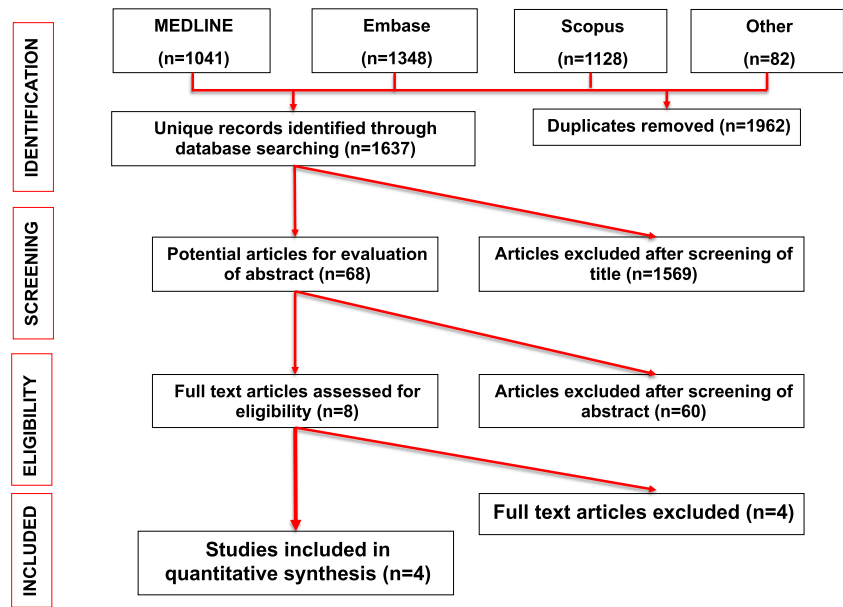 IDENTIFICATION
MEDLINE
(n=1041)
Embase
(n=1348)
Scopus
(n=1128)
Other
(n=82)
Unique records identified through
database searching (n=1637)
Duplicates removed (n=1962)
SCREENING
Potential articles for evaluation
of abstract (n=68)
Articles excluded after screening of
title (n=1569)
ELIGIBILITY
Full text articles assessed for
eligibility (n=8)
Articles excluded after screening of
abstract (n=60)
INCLUDED
Full text articles excluded (n=4)
Studies included in
quantitative synthesis (n=4)